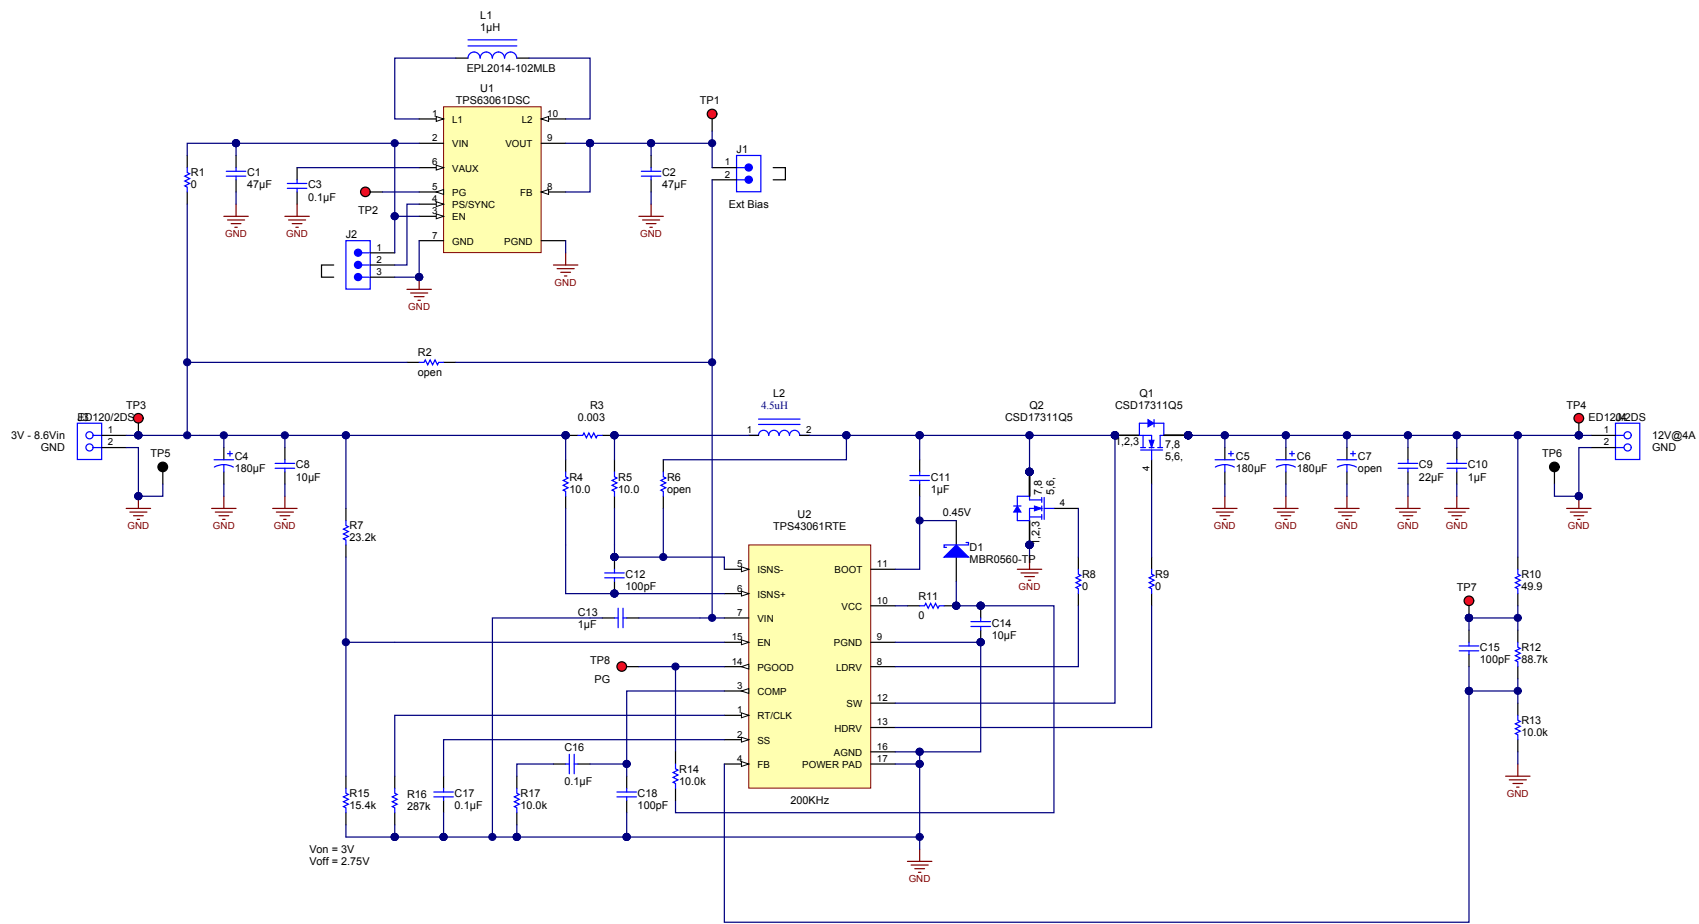 L1
1µH
EPL2014-102MLB
U1
TPS63061DSC
1
L1
L2
10
2
VIN
VOUT
9
6
VAUX
5
PG
FB
8
4
PS/SYNC
3
EN
7
GND
PGND
GND
TP1
J1
1
2
Ext Bias
R1
0
C1
47µF
GND
C3
0.1µF
GND
TP2
C2
47µF
GND
J2
1
2
3
GND
R2
open
TP3
ED120/2DS
3V - 8.6Vin
GND
1
2
TP5
GND
C4
180µF
GND
C8
10µF
GND
R3
0.003
L2
4.5uH
1
2
R4
10.0
R5
10.0
R6
open
R7
23.2k
C12
100pF
C13
1µF
C11
1µF
0.45V
D1
MBR0560-TP
Q2
CSD17311Q5
7,8
5,6,
4
1,2,3
GND
Q1
CSD17311Q5
1,2,3
7,8
5,6,
4
C5
180µF
GND
C6
180µF
GND
C7
open
GND
C9
22µF
GND
C10
1µF
GND
TP4
1
2
12V@4A
GND
TP6
GND
U2
TPS43061RTE
5
ISNS-
6
ISNS+
7
VIN
15
EN
14
PGOOD
3
COMP
1
RT/CLK
2
SS
4
FB
BOOT
11
VCC
10
PGND
9
LDRV
8
SW
12
HDRV
13
AGND
16
POWER PAD
17
200KHz
R11
0
C14
10µF
R8
0
R9
0
R10
49.9
TP7
C15
100pF
R12
88.7k
R13
10.0k
GND
TP8
PG
R15
15.4k
R16
287k
C17
0.1µF
R17
10.0k
C16
0.1µF
C18
100pF
R14
10.0k
Von = 3V
Voff = 2.75V
GND